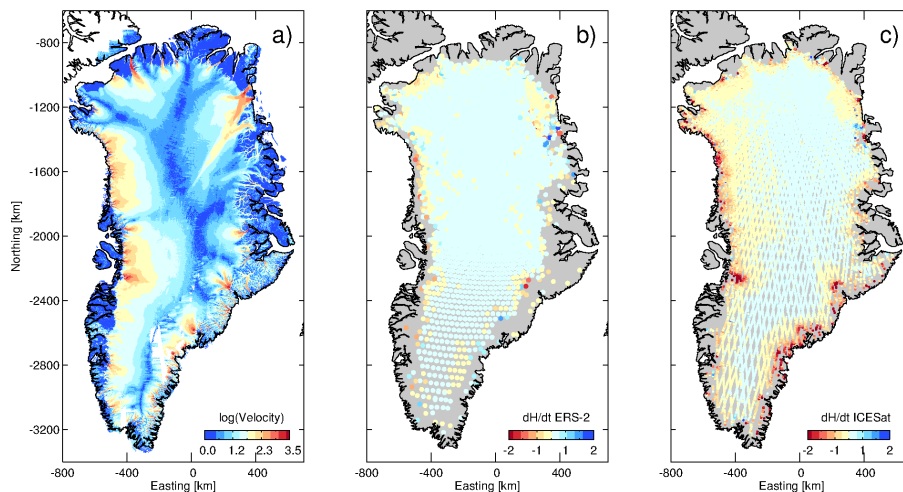 a)
b)
c)
-800
-1200
-1600
-2000
-2400
-2800
-3200
Northing [km]
log(Velocity)
0.0 1.2 2.3 3.5
dH/dt ERS-2
-2 -1 1 2
dH/dt ICESat
-2 -1 1 2
-800 -400 0 400
-800 -400 0 400
-800 -400 0 400
Easting [km]
Easting [km]
Easting [km]